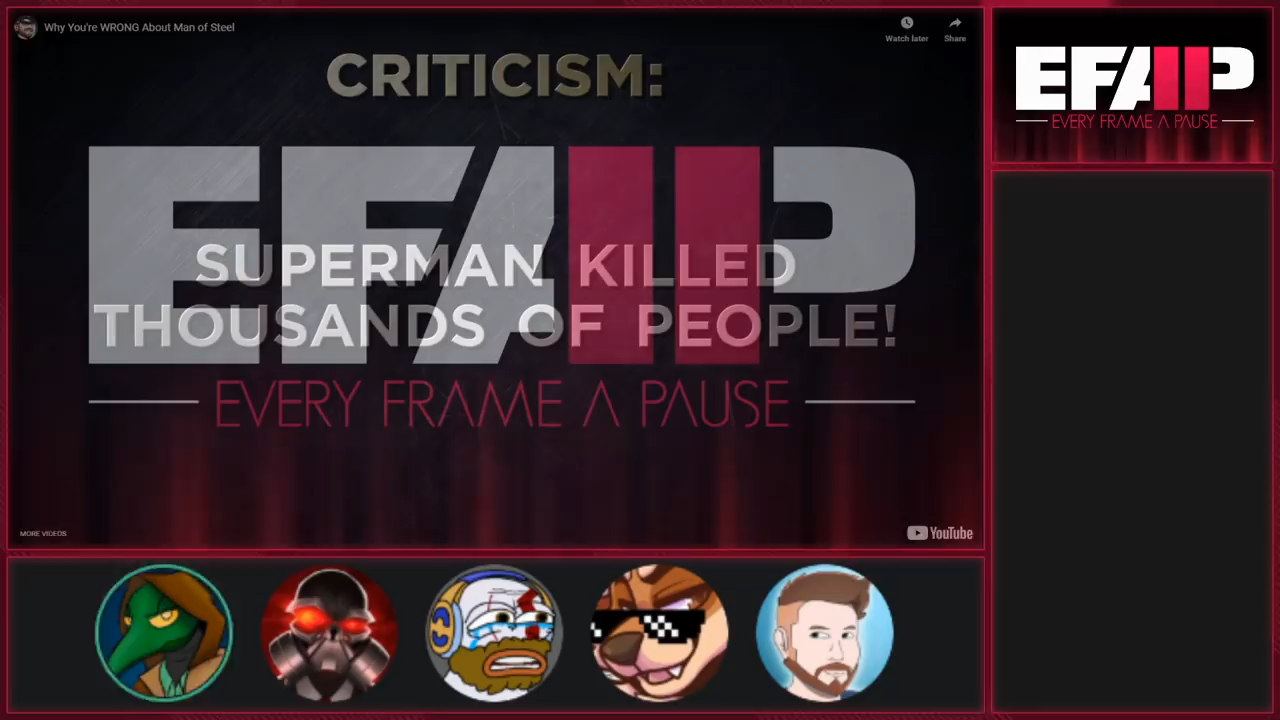 Why You're WRONG About Man of Steel
Watch later
Share
CRITICISM:
EFAP
SUPERMAN KILLED
THOUSANDS OF PEOPLE!
EVERY FRAME A PAUSE
MORE VIDEOS
YouTube
EFAP
EVERY FRAME A PAUSE